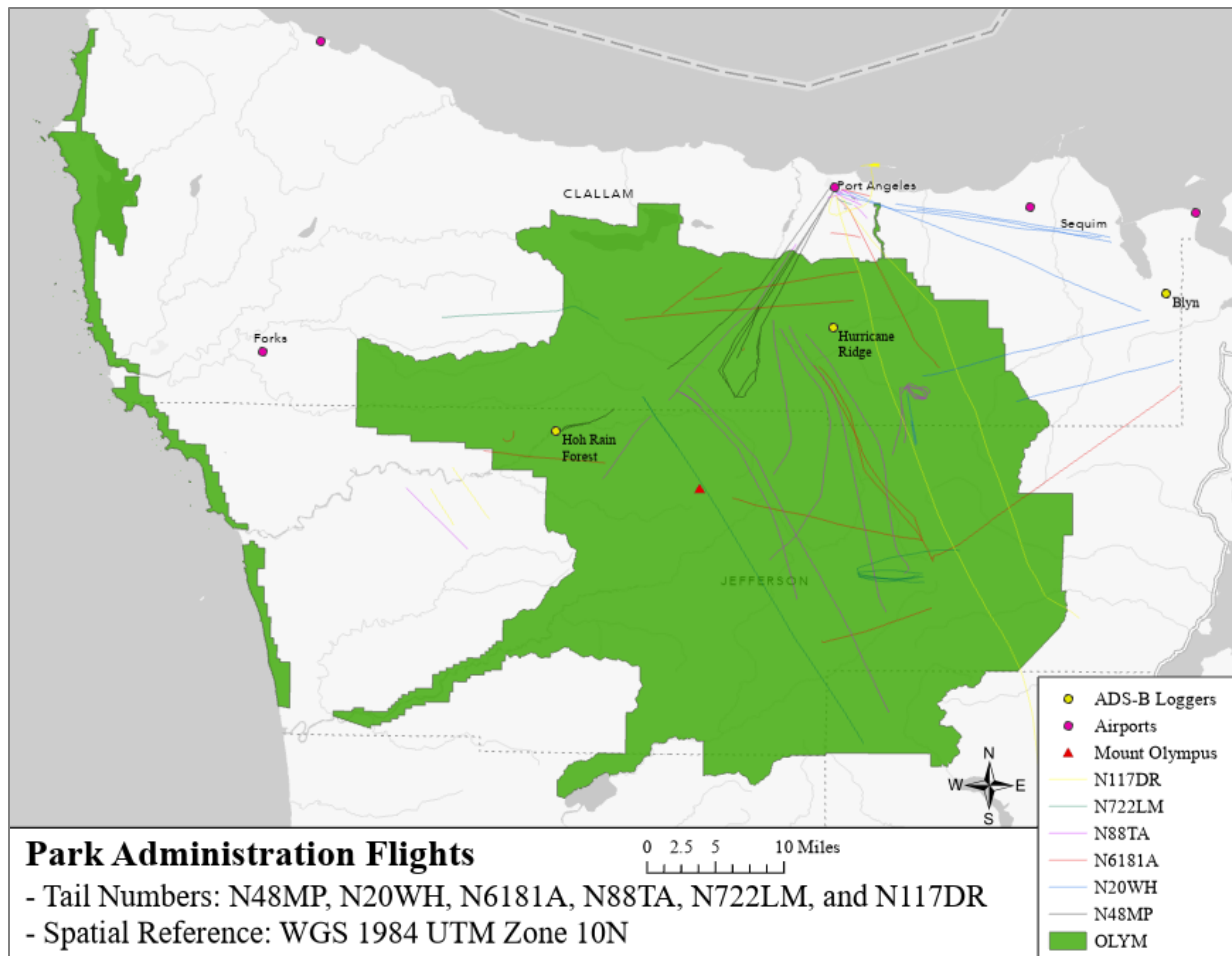 CLALLAM
Port Angeles
Sequim
Blyn
Forks
Hurricane
Ridge
Hoh Rain
Forest
JEFFERSON
ADS-B Loggers
Airports
Mount Olympus
N117DR
N722LM
N88TA
N6181A
N20WH
N48MP
OLYM
N
W E
S
Park Administration Flights
0 2.5 5 10 Miles
- Tail Numbers: N48MP, N20WH, N6181A, N88TA, N722LM, and N117DR
- Spatial Reference: WGS 1984 UTM Zone 10N